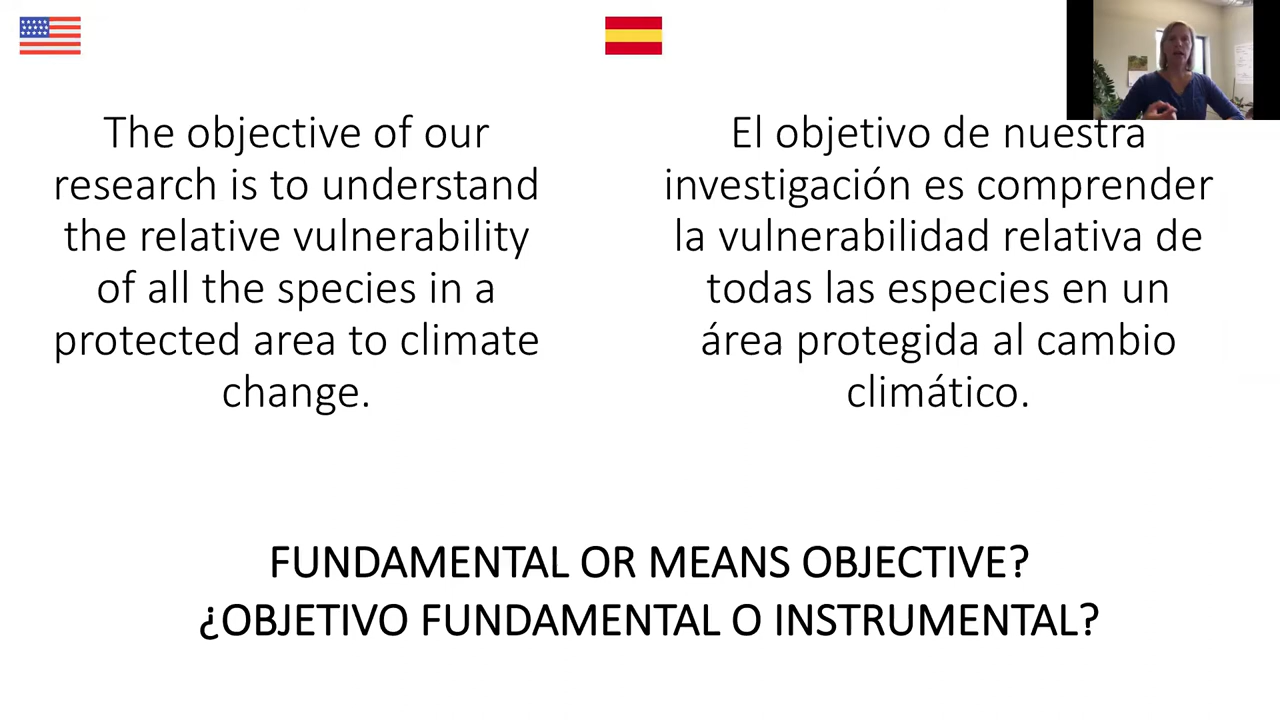 The objective of our
research is to understand
the relative vulnerability
of all the species in a
protected area to climate
change.
El objetivo de nuestra
investigación es comprender
la vulnerabilidad relativa de
todas las especies en un
área protegida al cambio
climático.
FUNDAMENTAL OR MEANS OBJECTIVE?
¿OBJETIVO FUNDAMENTAL O INSTRUMENTAL?